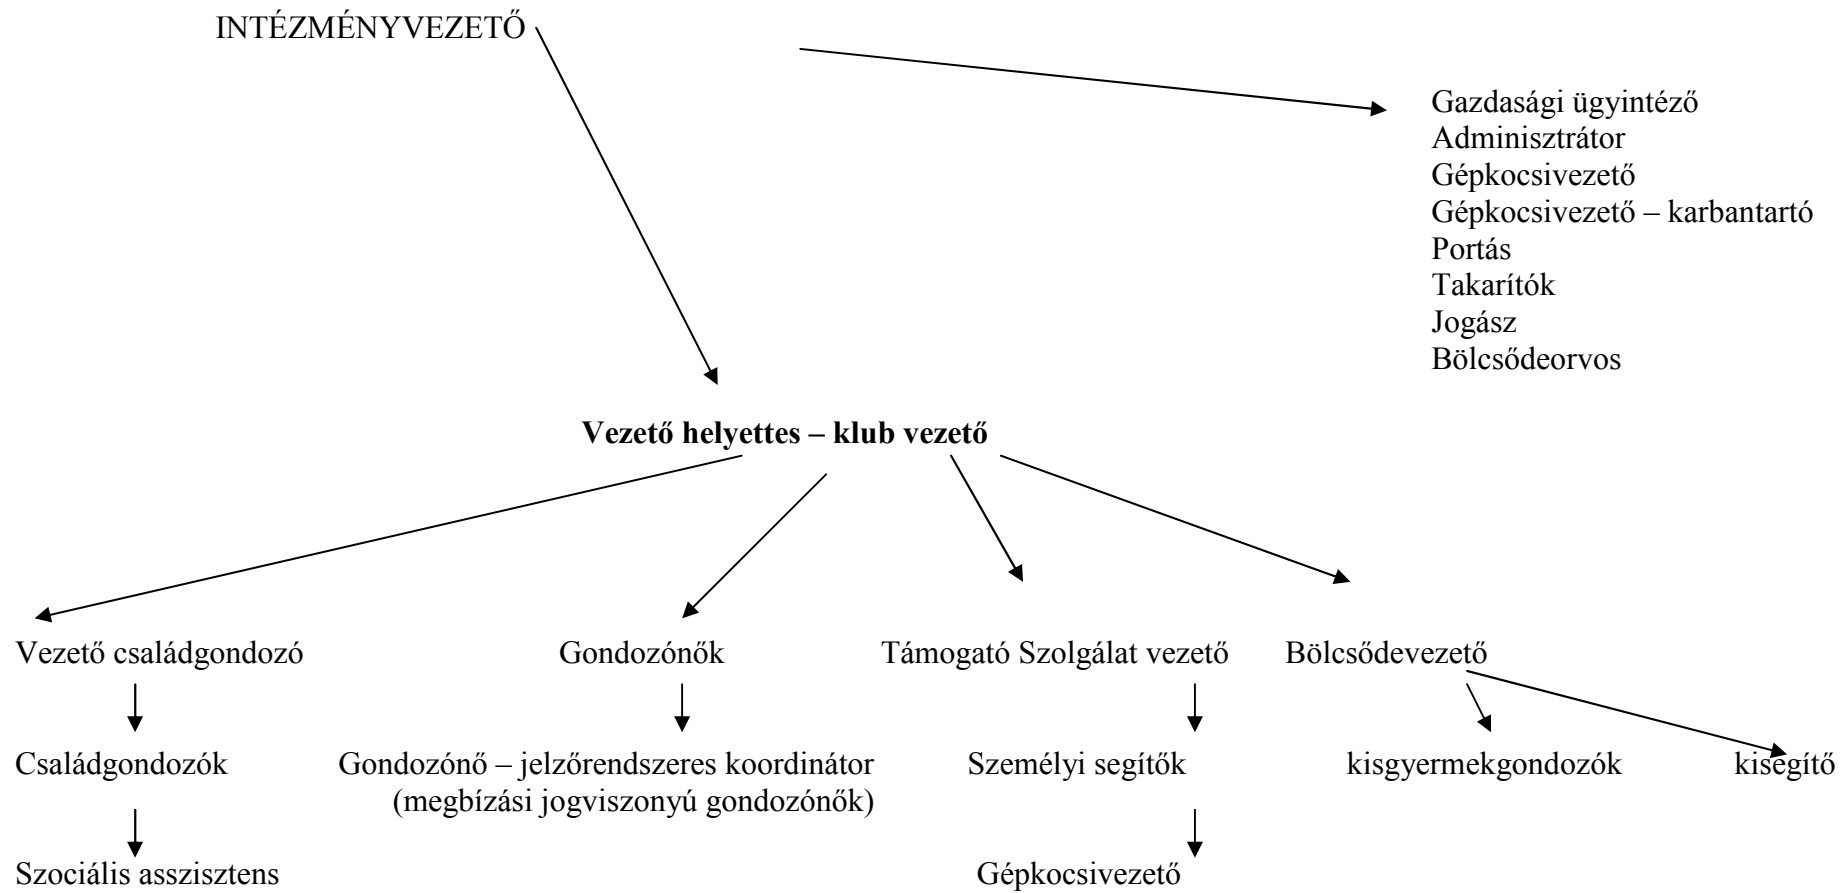 INTÉZMÉNYVEZETŐ
Gazdasági ügyintéző
Adminisztrátor
Gépkocsivezető
Gépkocsivezető – karbantartó
Portás
Takarítók
Jogász
Bölcsődeorvos
Vezető helyettes – klub vezető
Vezető családgondozó
Gondozónők
Támogató Szolgálat vezető
Bölcsődevezető
Családgondozók
Gondozónő – jelzőrendszeres koordinátor
(megbízási jogviszonyú gondozónők)
Személyi segítők
kisgyermekgondozók
kisegítő
Szociális asszisztens
Gépkocsivezető